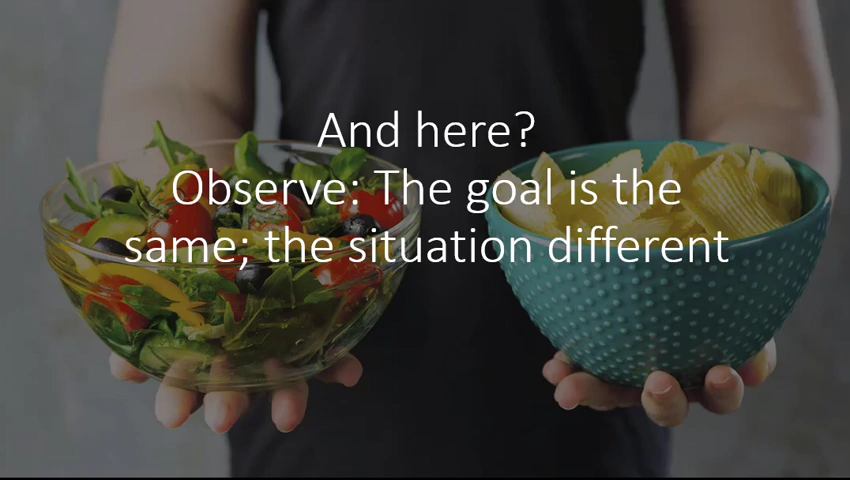 And here?
Observe: The goal is the
same; the situation different